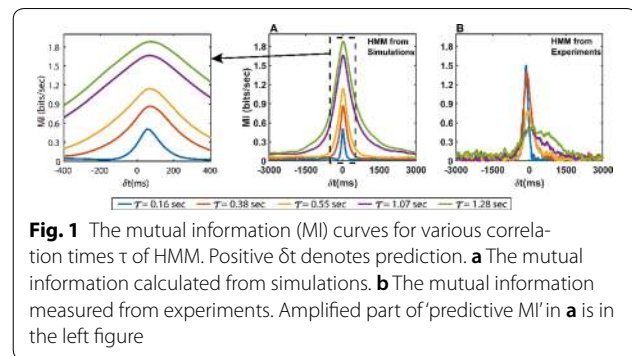 A
B
1.8
1.5
1.2
0.9
0.6
0.3
MI (bits/sec)
-400 -200 0 200 400
δt(ms)
HMM from
Simulations
1.8
1.5
1.2
0.9
0.6
0.3
MI(bits/sec)
-3000 0 3000
δt(ms)
HMM from
Experiments
1.8
1.5
1.2
0.9
0.6
0.3
MI(bits/sec)
-3000 -1500 0 1500 3000
δt(ms)
τ= 0.16 sec τ= 0.38 sec τ= 0.55 sec τ= 1.07 sec τ= 1.28 sec
Fig. 1 The mutual information (MI) curves for various correla-
tion times τ of HMM. Positive δt denotes prediction. a The mutual
information calculated from simulations. b The mutual information
measured from experiments. Amplified part of 'predictive MI' in a is in
the left figure